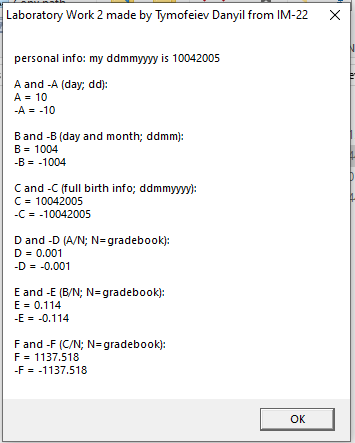 Laboratory Work 2 made by Tymofeiev Danyil from IM-22
personal info: my ddmmyyyy is 10042005
A and -A (day; dd):
A = 10
-A = -10
B and -B (day and month; ddmm):
B = 1004
-B = -1004
C and -C (full birth info; ddmmyyyy):
C = 10042005
-C = -10042005
D and -D (A/N; N=gradebook):
D = 0.001
-D = -0.001
E and -E (B/N; N=gradebook):
E = 0.114
-E = -0.114
F and -F (C/N; N=gradebook):
F = 1137.518
-F = -1137.518
OK